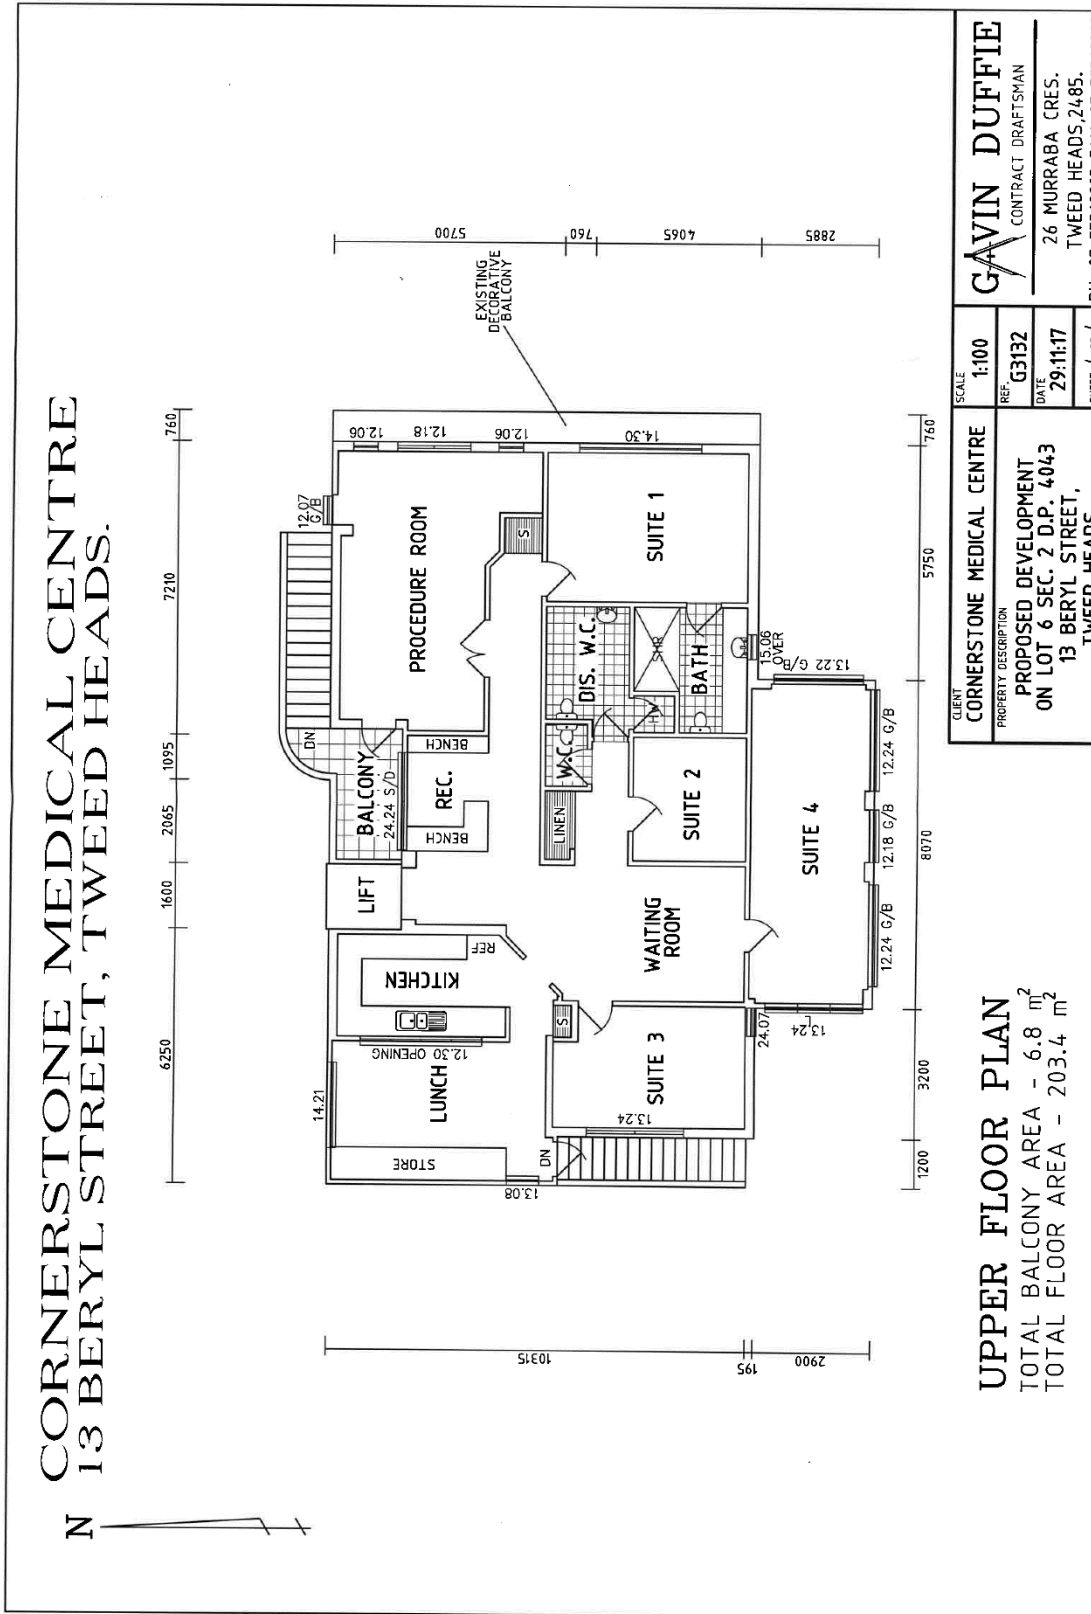 CORNERSTONE MEDICAL CENTRE
13 BERYL STREET, TWEED HEADS.
N
6250
1600
2065
1095
7210
760
14.21
LIFT
BALCONY
DN
24.24 S/D
12.07
G/B
STORE
LUNCH
12.30 OPENING
KITCHEN
REF
BENCH
REC.
BENCH
PROCEDURE ROOM
12.06
12.18
12.06
14.30
EXISTING
DECORATIVE
BALCONY
5700
760
4065
2885
13.08
DN
S
S
LINEN
W.C.
DIS. W.C.
SHR
BATH
SUITE 1
SUITE 2
SUITE 3
13.24
WAITING
ROOM
15.06
OVER
24.07
13.24
SUITE 4
13.22 G/B
12.24 G/B
12.18 G/B
12.24 G/B
10315
195
2900
1200
3200
8070
5750
760
UPPER FLOOR PLAN
TOTAL BALCONY AREA - 6.8 m²
TOTAL FLOOR AREA - 203.4 m²
CLIENT
CORNERSTONE MEDICAL CENTRE
PROPERTY DESCRIPTION
PROPOSED DEVELOPMENT
ON LOT 6 SEC. 2 D.P. 4043
13 BERYL STREET,
TWEED HEADS
SCALE
1:100
REF.
G3132
DATE
29:11:17
GAVIN DUFFIE
CONTRACT DRAFTSMAN
26 MURRABA CRES.
TWEED HEADS,2485.